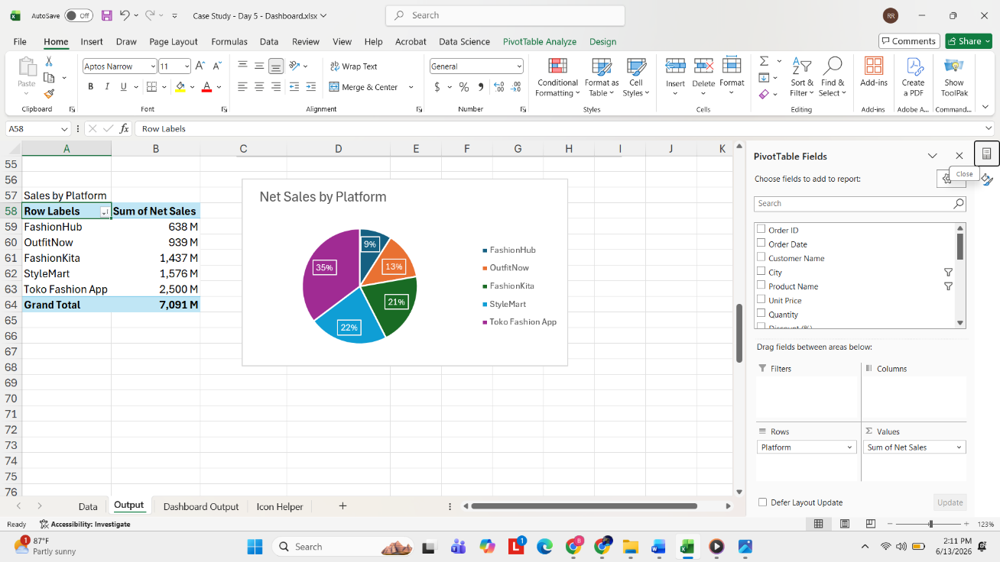 AutoSave Off Case Study - Day 5 - Dashboard.xlsx Search RR
File Home Insert Draw Page Layout Formulas Data Review View Help Acrobat Data Science PivotTable Analyze Design Comments Share
Paste
Clipboard
Aptos Narrow 11
B I U
Font
Wrap Text
Merge & Center
Alignment
General
$ % 9
Number
Conditional Formatting
Format as Table
Cell Styles
Styles
Insert
Delete
Format
Cells
Sort & Filter
Find & Select
Editing
Add-ins
Add-ins
Create a PDF
Adobe A...
Show ToolPak
Command...
A58 fx Row Labels
A B C D E F G H I J K
55
56
57 Sales by Platform
58 Row Labels Sum of Net Sales
59 FashionHub 638 M
60 OutfitNow 939 M
61 FashionKita 1,437 M
62 StyleMart 1,576 M
63 Toko Fashion App 2,500 M
64 Grand Total 7,091 M
65
66
67
68
69
70
71
72
73
74
75
76
Net Sales by Platform
9%
13%
21%
22%
35%
FashionHub
OutfitNow
FashionKita
StyleMart
Toko Fashion App
PivotTable Fields
Close
Choose fields to add to report:
Search
Order ID
Order Date
Customer Name
City
Product Name
Unit Price
Quantity
Discount (%)
Drag fields between areas below:
Filters
Columns
Rows
Values
Platform
Sum of Net Sales
Defer Layout Update Update
Data Output Dashboard Output Icon Helper
Ready Accessibility: Investigate 123%
1 87°F
Partly sunny
Search
L 1
8
2:11 PM
6/13/2026